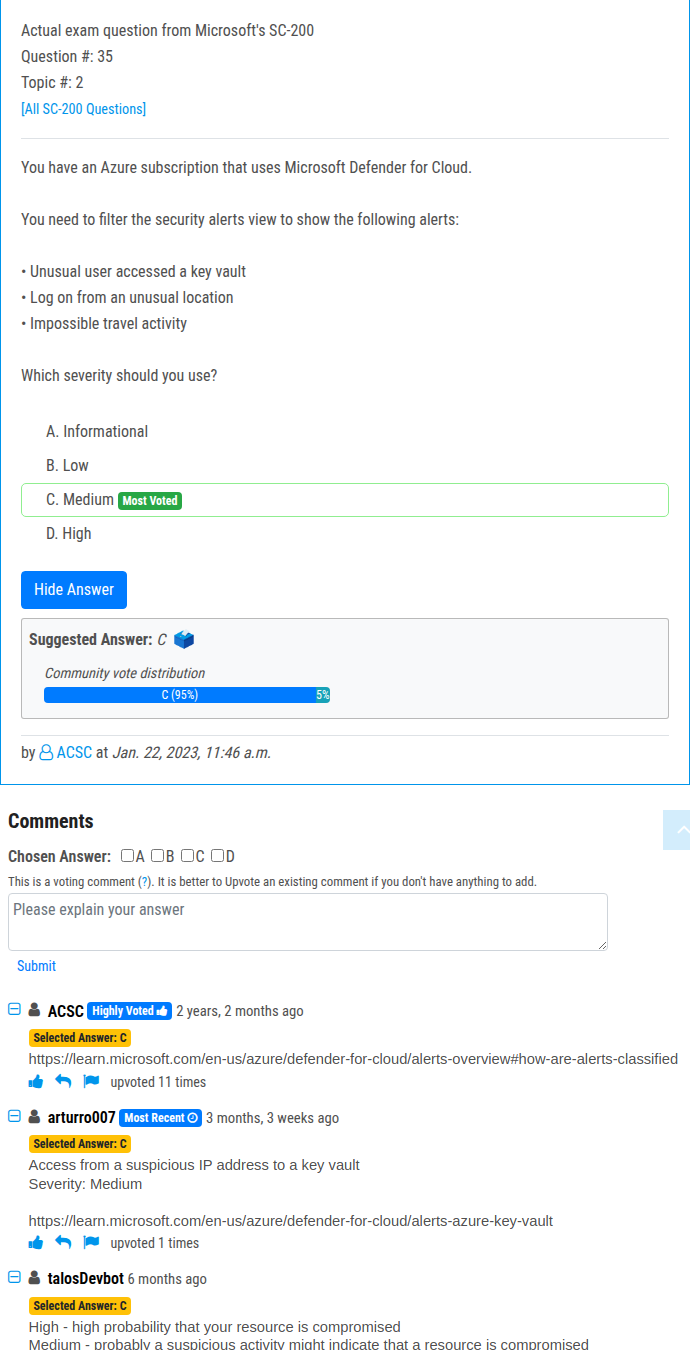 Actual exam question from Microsoft's SC-200
Question #: 35
Topic #: 2
[All SC-200 Questions]
You have an Azure subscription that uses Microsoft Defender for Cloud.
You need to filter the security alerts view to show the following alerts:
• Unusual user accessed a key vault
• Log on from an unusual location
• Impossible travel activity
Which severity should you use?
A. Informational
B. Low
C. Medium Most Voted
D. High
Hide Answer
Suggested Answer: C
Community vote distribution
C (95%) 5%
by ACSC at Jan. 22, 2023, 11:46 a.m.
Comments
Chosen Answer: A B C D
This is a voting comment (?). It is better to Upvote an existing comment if you don't have anything to add.
Please explain your answer
Submit
ACSC Highly Voted 2 years, 2 months ago
Selected Answer: C
https://learn.microsoft.com/en-us/azure/defender-for-cloud/alerts-overview#how-are-alerts-classified
upvoted 11 times
arturro007 Most Recent 3 months, 3 weeks ago
Selected Answer: C
Access from a suspicious IP address to a key vault
Severity: Medium
https://learn.microsoft.com/en-us/azure/defender-for-cloud/alerts-azure-key-vault
upvoted 1 times
talosDevbot 6 months ago
Selected Answer: C
High - high probability that your resource is compromised
Medium - probably a suspicious activity might indicate that a resource is compromised